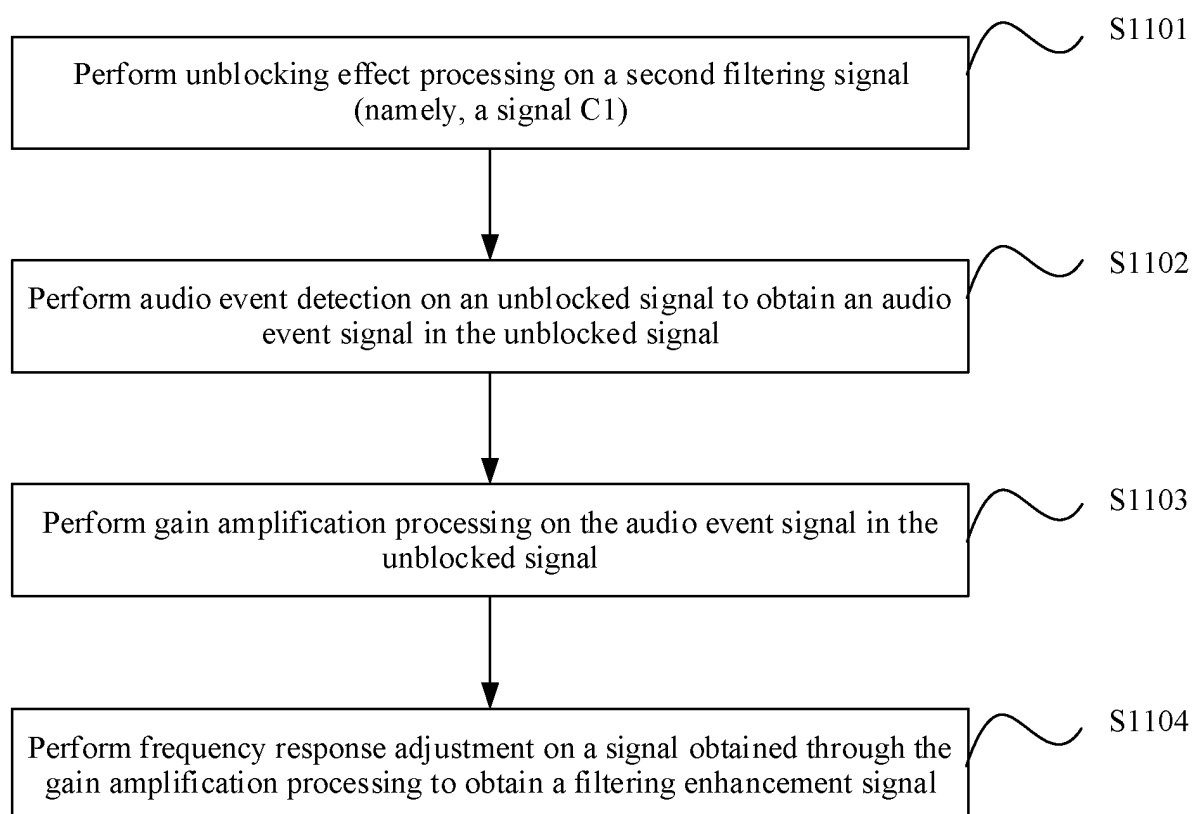 S1101
Perform unblocking effect processing on a second filtering signal
(namely, a signal C1)
S1102
Perform audio event detection on an unblocked signal to obtain an audio
event signal in the unblocked signal
S1103
Perform gain amplification processing on the audio event signal in the
unblocked signal
S1104
Perform frequency response adjustment on a signal obtained through the
gain amplification processing to obtain a filtering enhancement signal